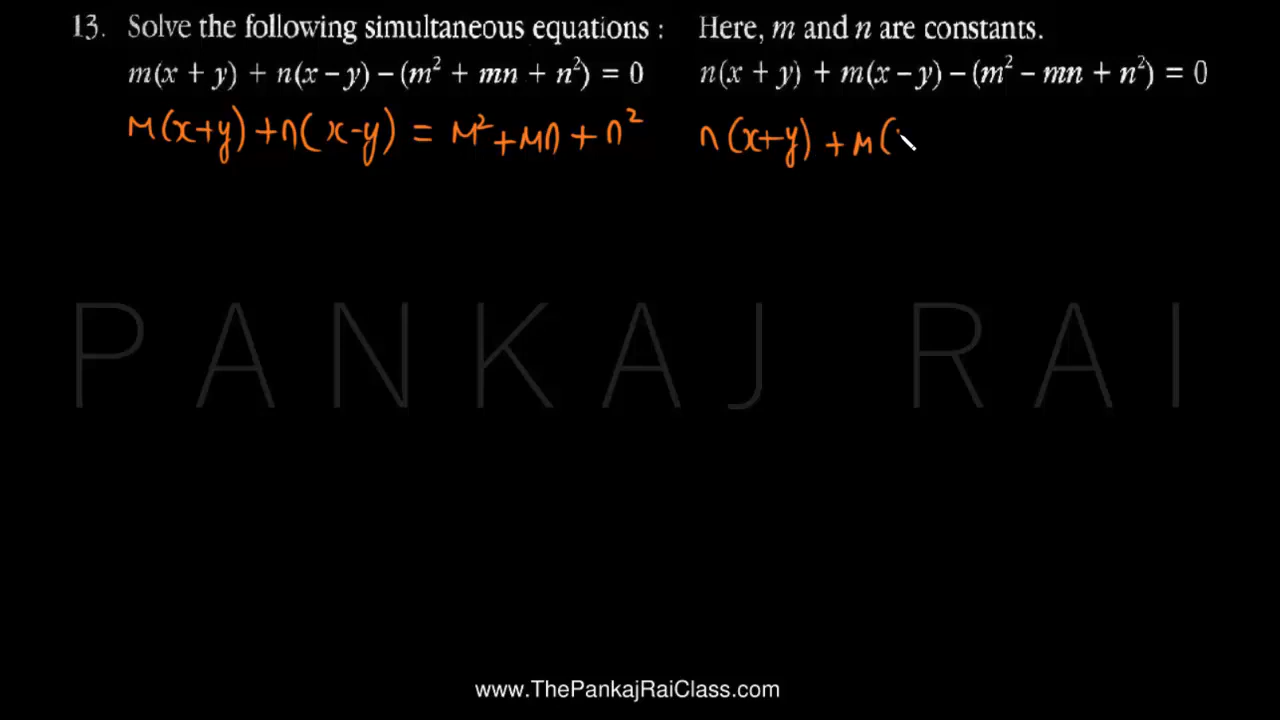 13. Solve the following simultaneous equations : Here, m and n are constants.
m(x + y) + n(x – y) – (m² + mn + n²) = 0 n(x + y) + m(x – y) – (m² – mn + n²) = 0
M(x+y) + n(x-y) = M² + Mn + n² n(x+y) + M(
PANKAJ RAI
www.ThePankajRaiClass.com